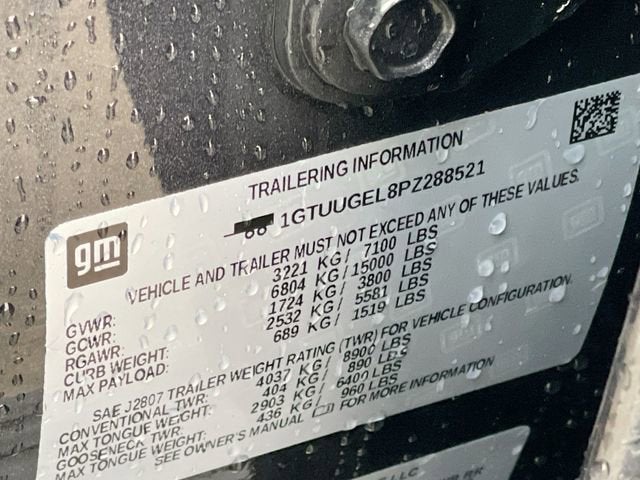 TRAILERING INFORMATION
1GTUUGEL8PZ288521
gm
VEHICLE AND TRAILER MUST NOT EXCEED ANY OF THESE VALUES.
GVWR: 3221 KG/ 7100 LBS
GCWR: 6804 KG/15000 LBS
RGAWR: 1724 KG/ 3800 LBS
CURB WEIGHT: 2532 KG/ 5581 LBS
MAX PAYLOAD: 689 KG/ 1519 LBS
SAE J2807 TRAILER WEIGHT RATING (TWR) FOR VEHICLE CONFIGURATION.
CONVENTIONAL TWR: 4037 KG/ 8900 LBS
MAX TONGUE WEIGHT: 404 KG/ 890 LBS
GOOSENECK TWR: 2903 KG/ 6400 LBS
MAX TONGUE WEIGHT: 436 KG/ 960 LBS
SEE OWNER'S MANUAL FOR MORE INFORMATION
LLC